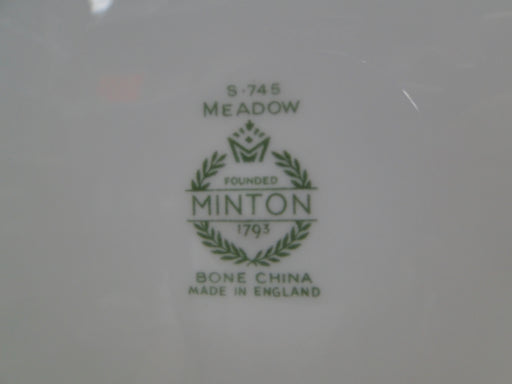 S-745
MEADOW
M
FOUNDED
MINTON
1793
BONE CHINA
MADE IN ENGLAND